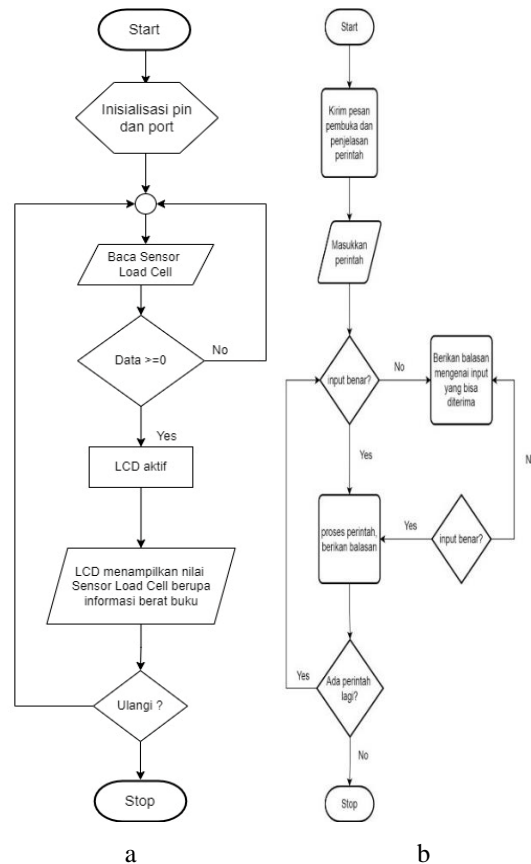 Start
Inisialisasi pin
dan port
Baca Sensor
Load Cell
Data >=0
No
Yes
LCD aktif
LCD menampilkan nilai
Sensor Load Cell berupa
informasi berat buku
Ulangi ?
Stop
a
Start
Kirim pesan
pembuka dan
penjelasan
perintah
Masukkan
perintah
input benar?
No
Berikan balasan
mengenai input
yang bisa
diterima
Yes
N
proses perintah,
berikan balasan
Yes
input benar?
Yes
Ada perintah
lagi?
No
Stop
b